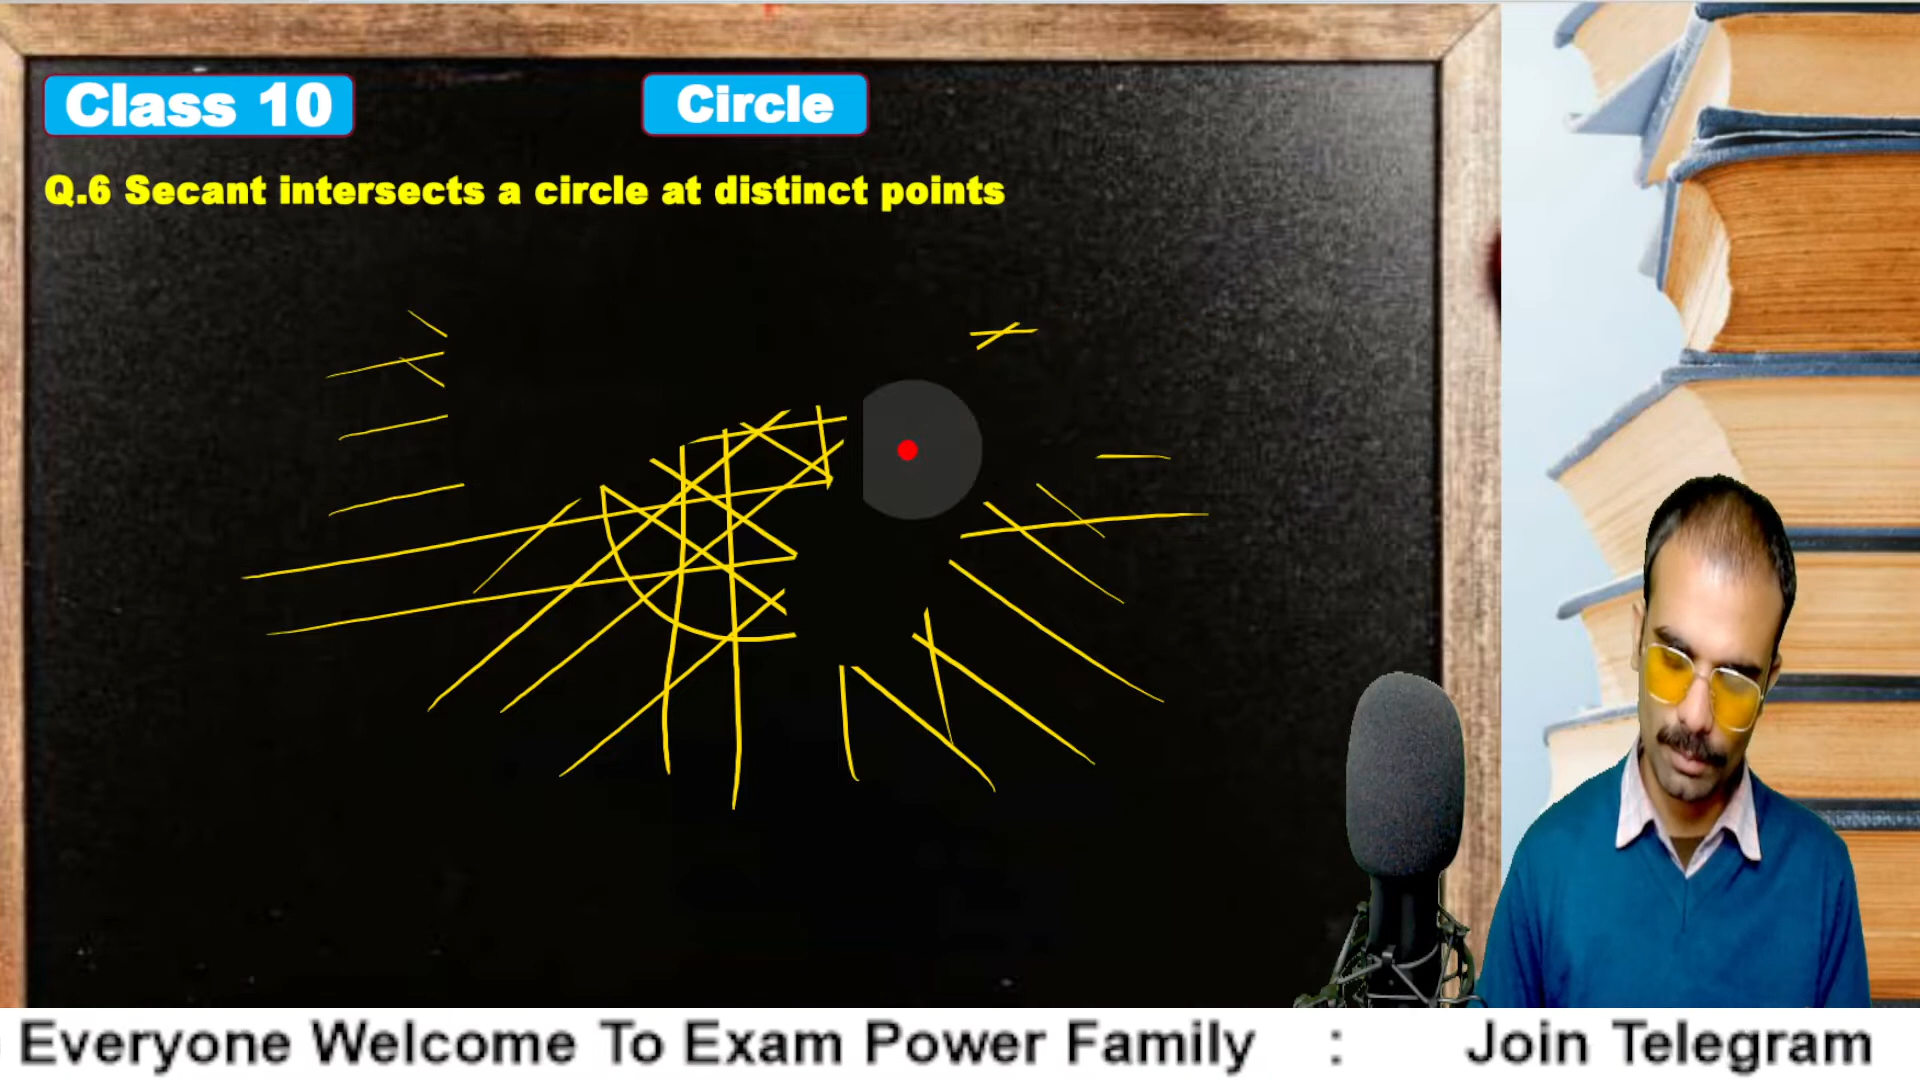 Class 10
Circle
Q.6 Secant intersects a circle at distinct points
Everyone Welcome To Exam Power Family : Join Telegram